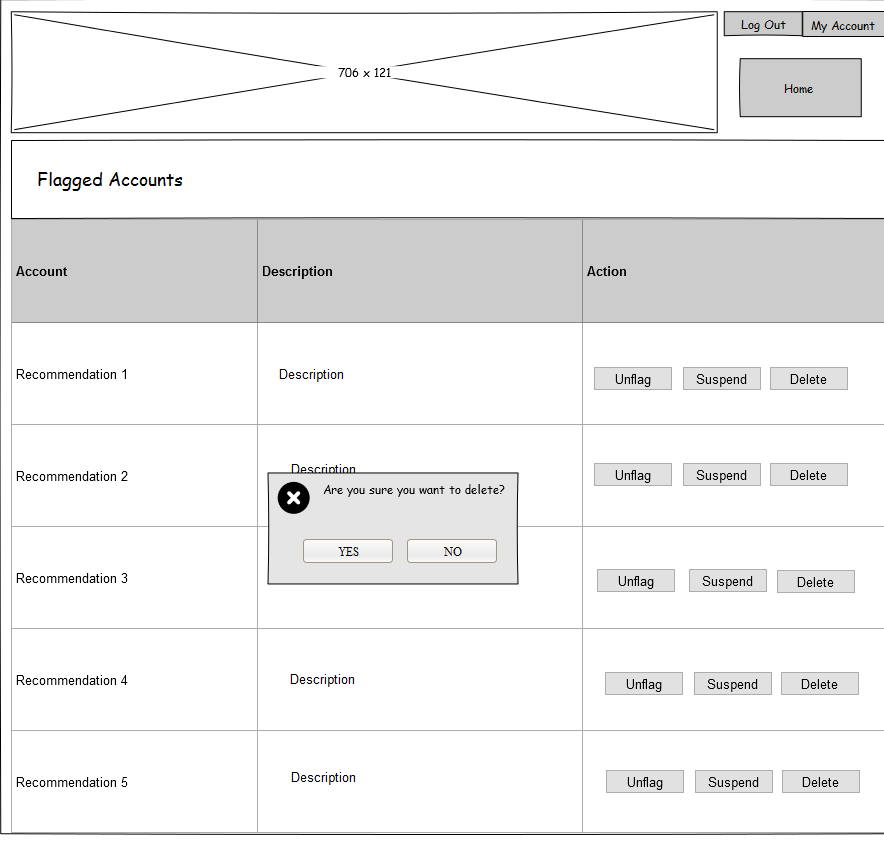 Log Out
My Account
706 x 121
Home
Flagged Accounts
Account Description Action
Recommendation 1 Description Unflag Suspend Delete
Recommendation 2 Description Unflag Suspend Delete
Are you sure you want to delete?
YES NO
Recommendation 3 Unflag Suspend Delete
Recommendation 4 Description Unflag Suspend Delete
Recommendation 5 Description Unflag Suspend Delete